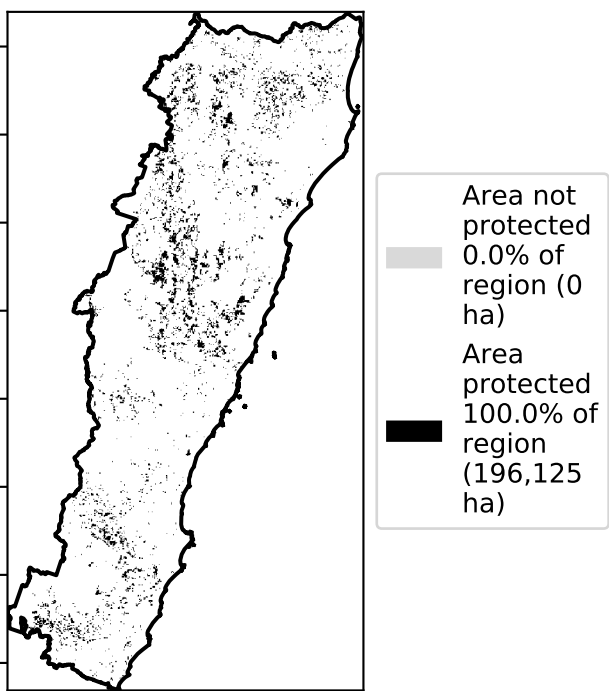 Area not
protected
0.0% of
region (0
ha)
Area
protected
100.0% of
region
(196,125
ha)